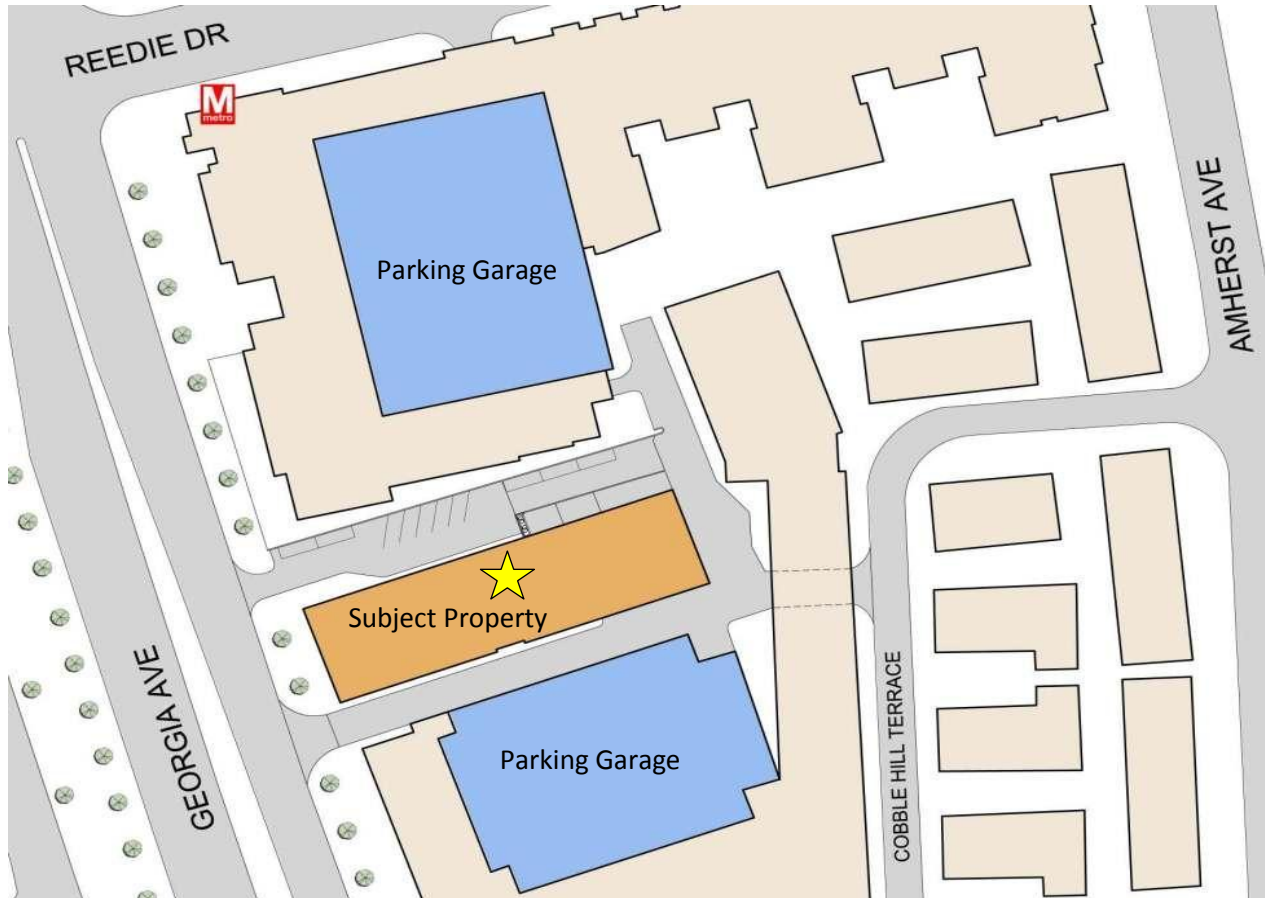 REEDIE DR
M
metro
Parking Garage
AMHERST AVE
Subject Property
GEORGIA AVE
Parking Garage
COBBLE HILL TERRACE